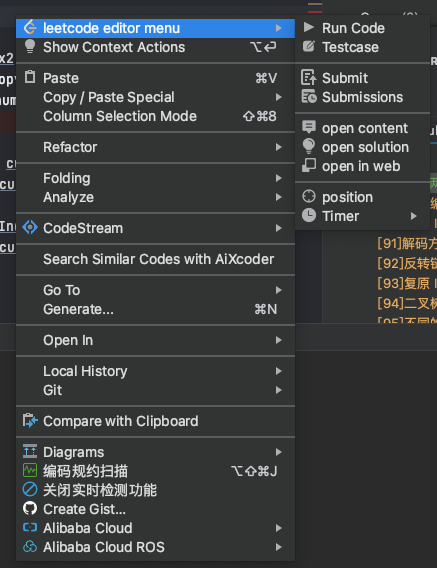 leetcode editor menu
Show Context Actions ⌥⏎
Paste ⌘V
Copy / Paste Special
Column Selection Mode ⇧⌘8
Refactor
Folding
Analyze
CodeStream
Search Similar Codes with AiXcoder
Go To
Generate... ⌘N
Open In
Local History
Git
Compare with Clipboard
Diagrams
编码规约扫描 ⌥⇧⌘J
关闭实时检测功能
Create Gist...
Alibaba Cloud
Alibaba Cloud ROS
Run Code
Testcase
Submit
Submissions
open content
open solution
open in web
position
Timer
[91]解码方
[92]反转链
[93]复原 I
[94]二叉树